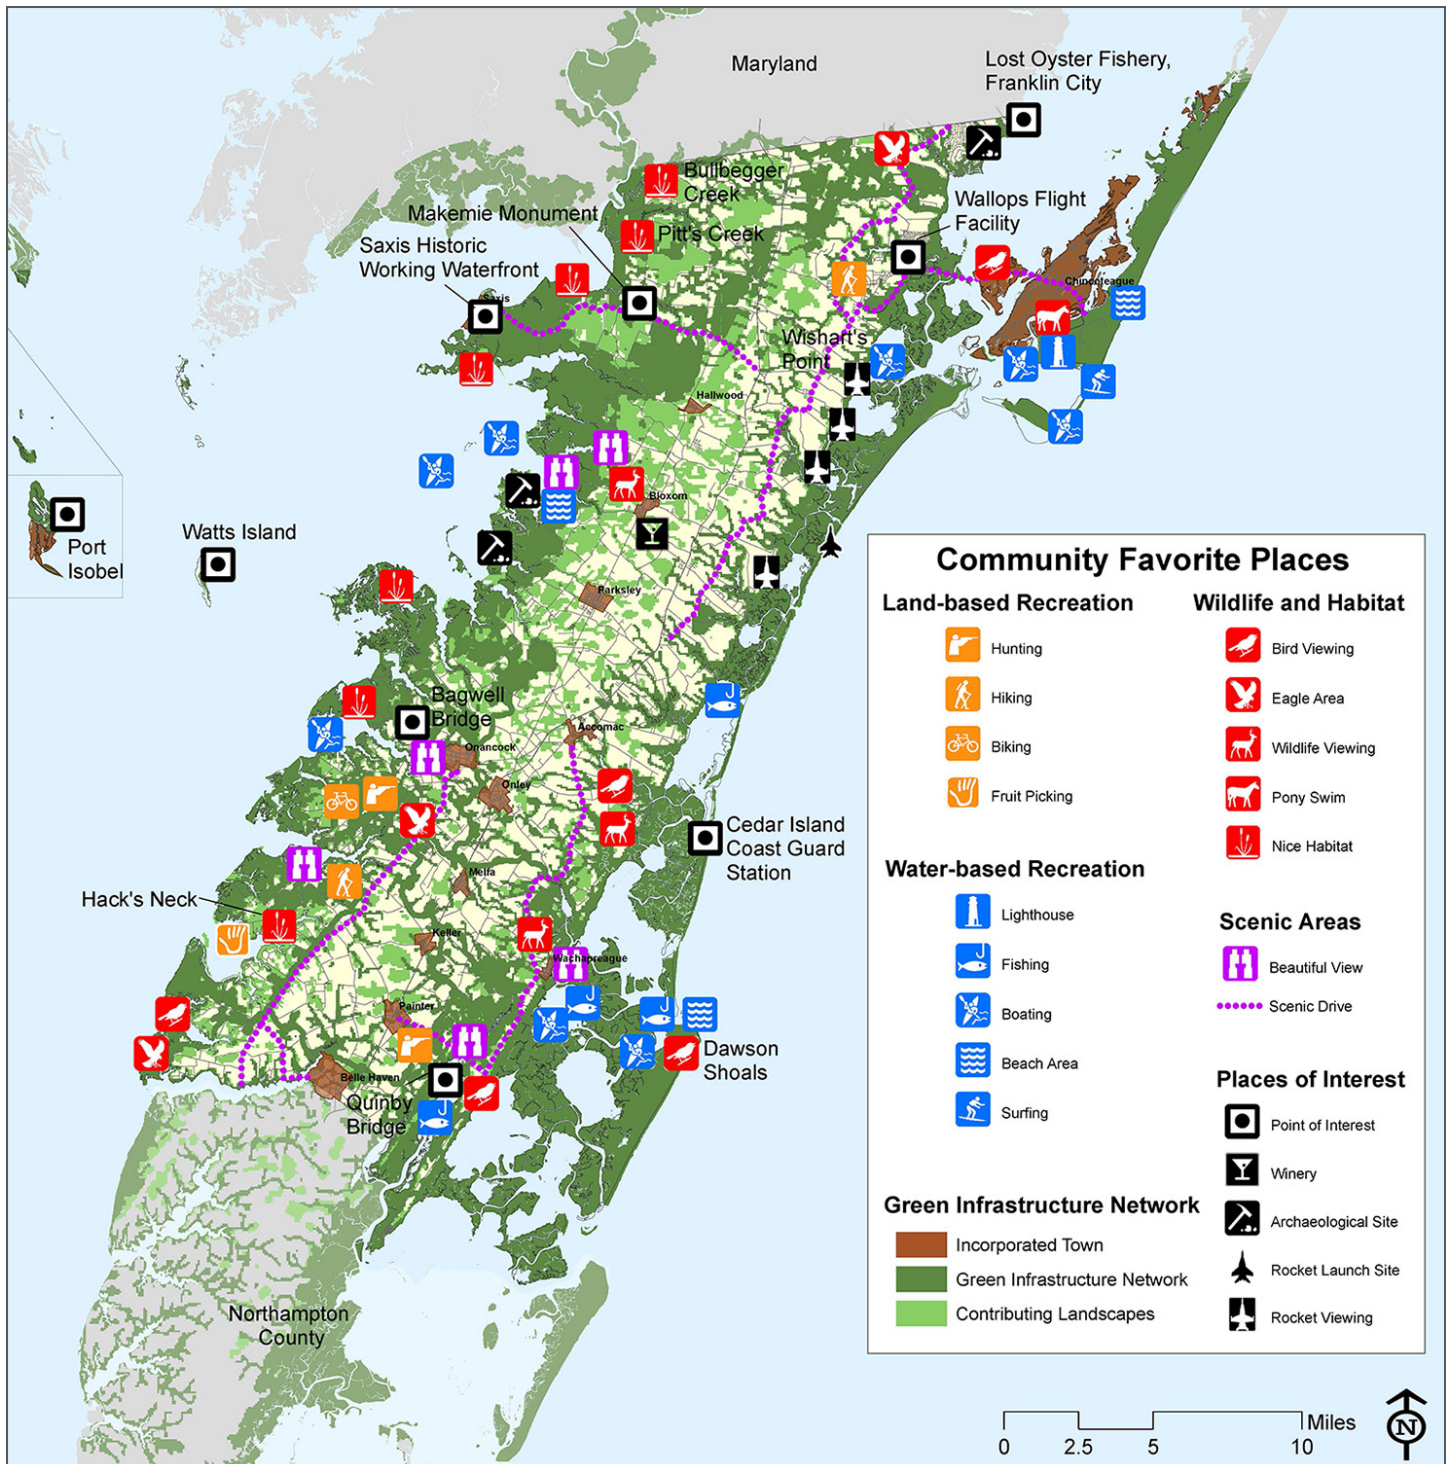 Maryland
Lost Oyster Fishery,
Franklin City
Bullbegger
Creek
Makemie Monument
Pitt's Creek
Wallops Flight
Facility
Saxis Historic
Working Waterfront
Saxis
Chincoteague
Wishart's
Point
Hallwood
Bloxom
Port
Isobel
Watts Island
Parksley
Bagwell
Bridge
Onancock
Accomac
Onley
Cedar Island
Coast Guard
Station
Melfa
Hack's Neck
Keller
Wachapreague
Painter
Dawson
Shoals
Belle Haven
Quinby
Bridge
Northampton
County
Community Favorite Places
Land-based Recreation
Hunting
Hiking
Biking
Fruit Picking
Water-based Recreation
Lighthouse
Fishing
Boating
Beach Area
Surfing
Green Infrastructure Network
Incorporated Town
Green Infrastructure Network
Contributing Landscapes
Wildlife and Habitat
Bird Viewing
Eagle Area
Wildlife Viewing
Pony Swim
Nice Habitat
Scenic Areas
Beautiful View
Scenic Drive
Places of Interest
Point of Interest
Winery
Archaeological Site
Rocket Launch Site
Rocket Viewing
Miles
0 2.5 5 10
N